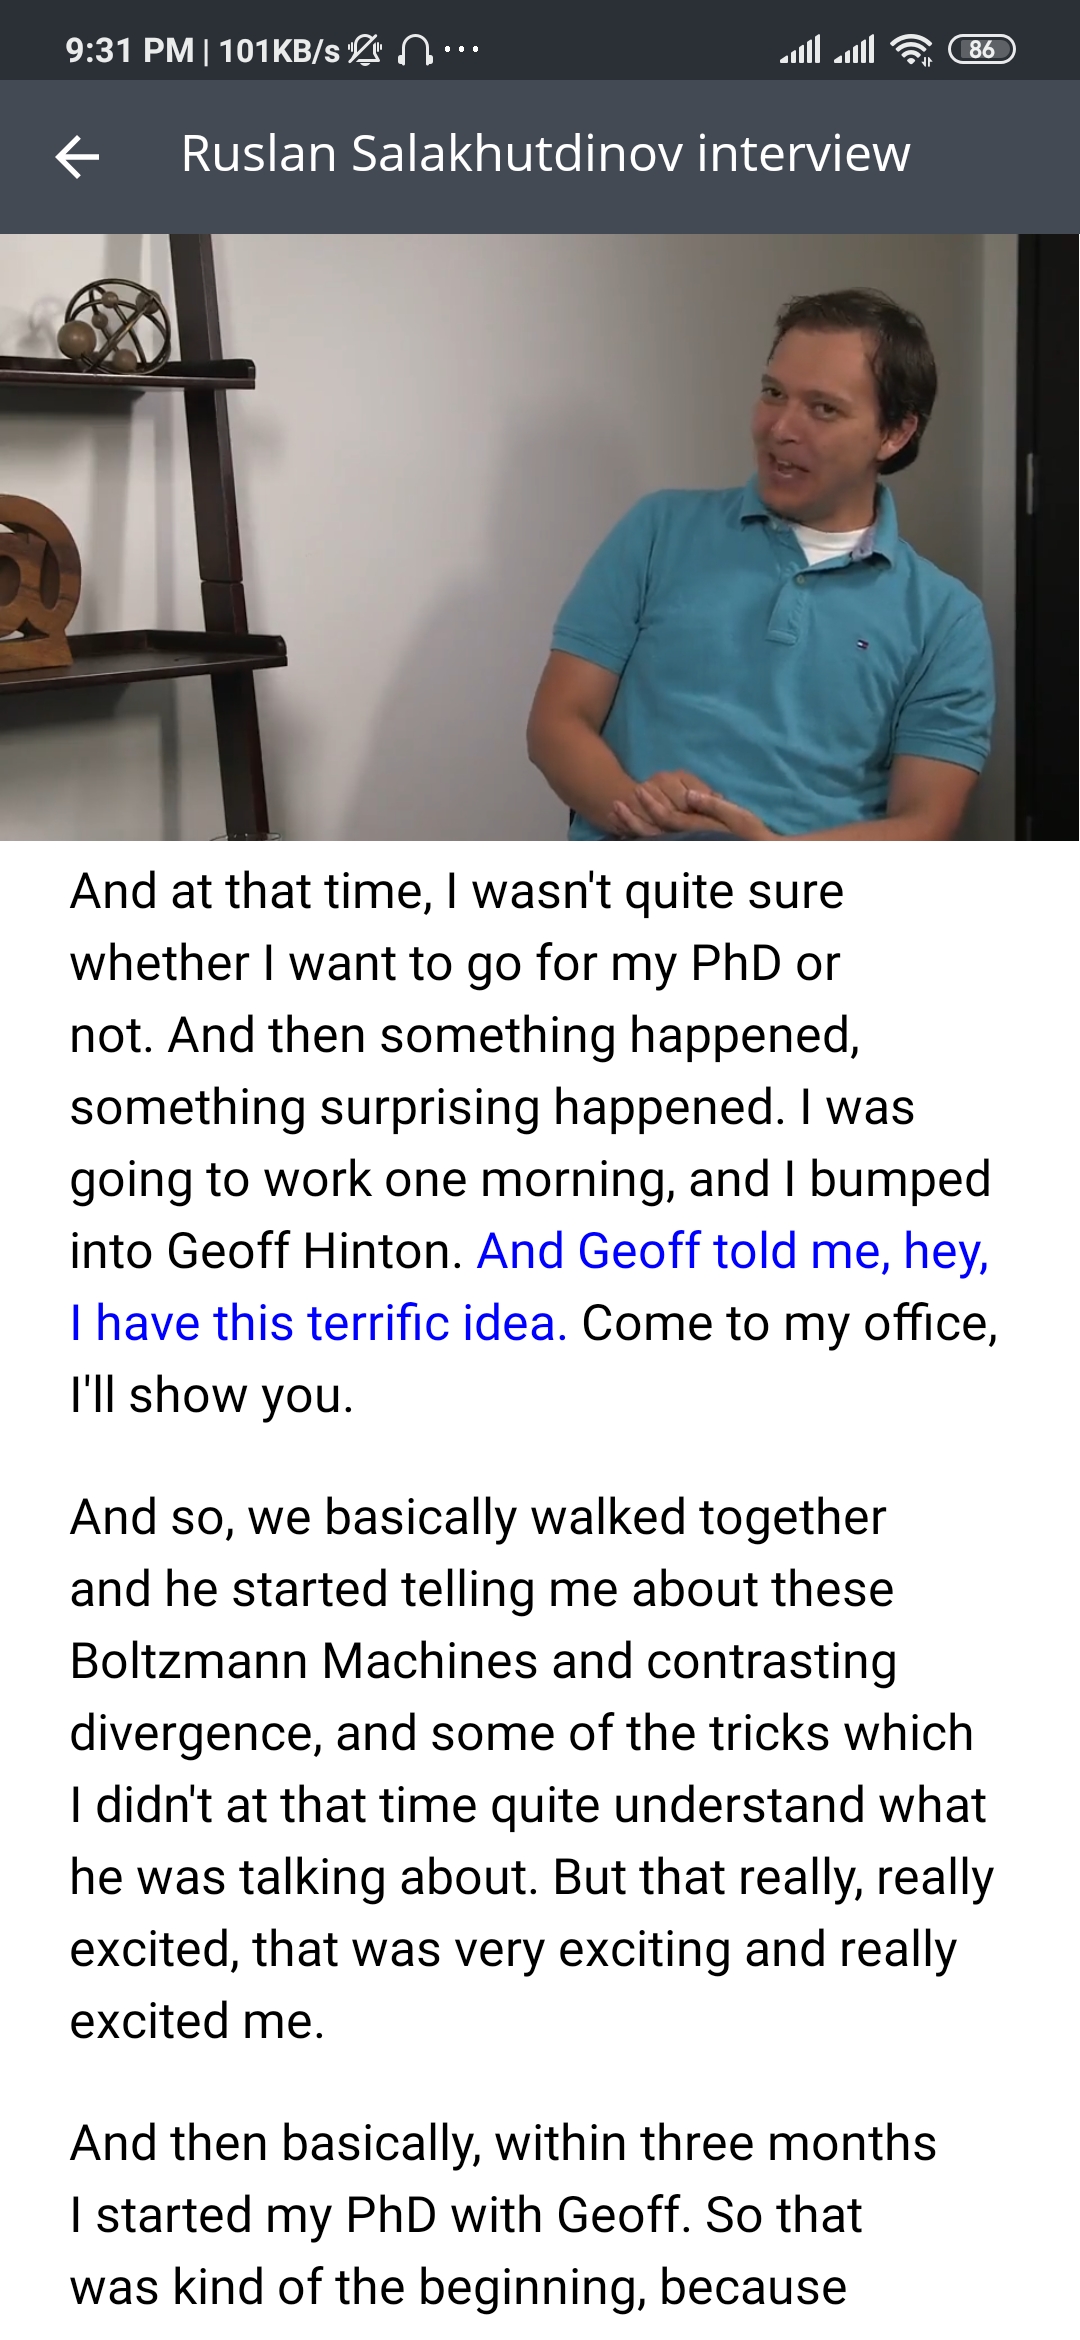 9:31 PM | 101KB/s
86
Ruslan Salakhutdinov interview
And at that time, I wasn't quite sure
whether I want to go for my PhD or
not. And then something happened,
something surprising happened. I was
going to work one morning, and I bumped
into Geoff Hinton. And Geoff told me, hey,
I have this terrific idea. Come to my office,
I'll show you.
And so, we basically walked together
and he started telling me about these
Boltzmann Machines and contrasting
divergence, and some of the tricks which
I didn't at that time quite understand what
he was talking about. But that really, really
excited, that was very exciting and really
excited me.
And then basically, within three months
I started my PhD with Geoff. So that
was kind of the beginning, because